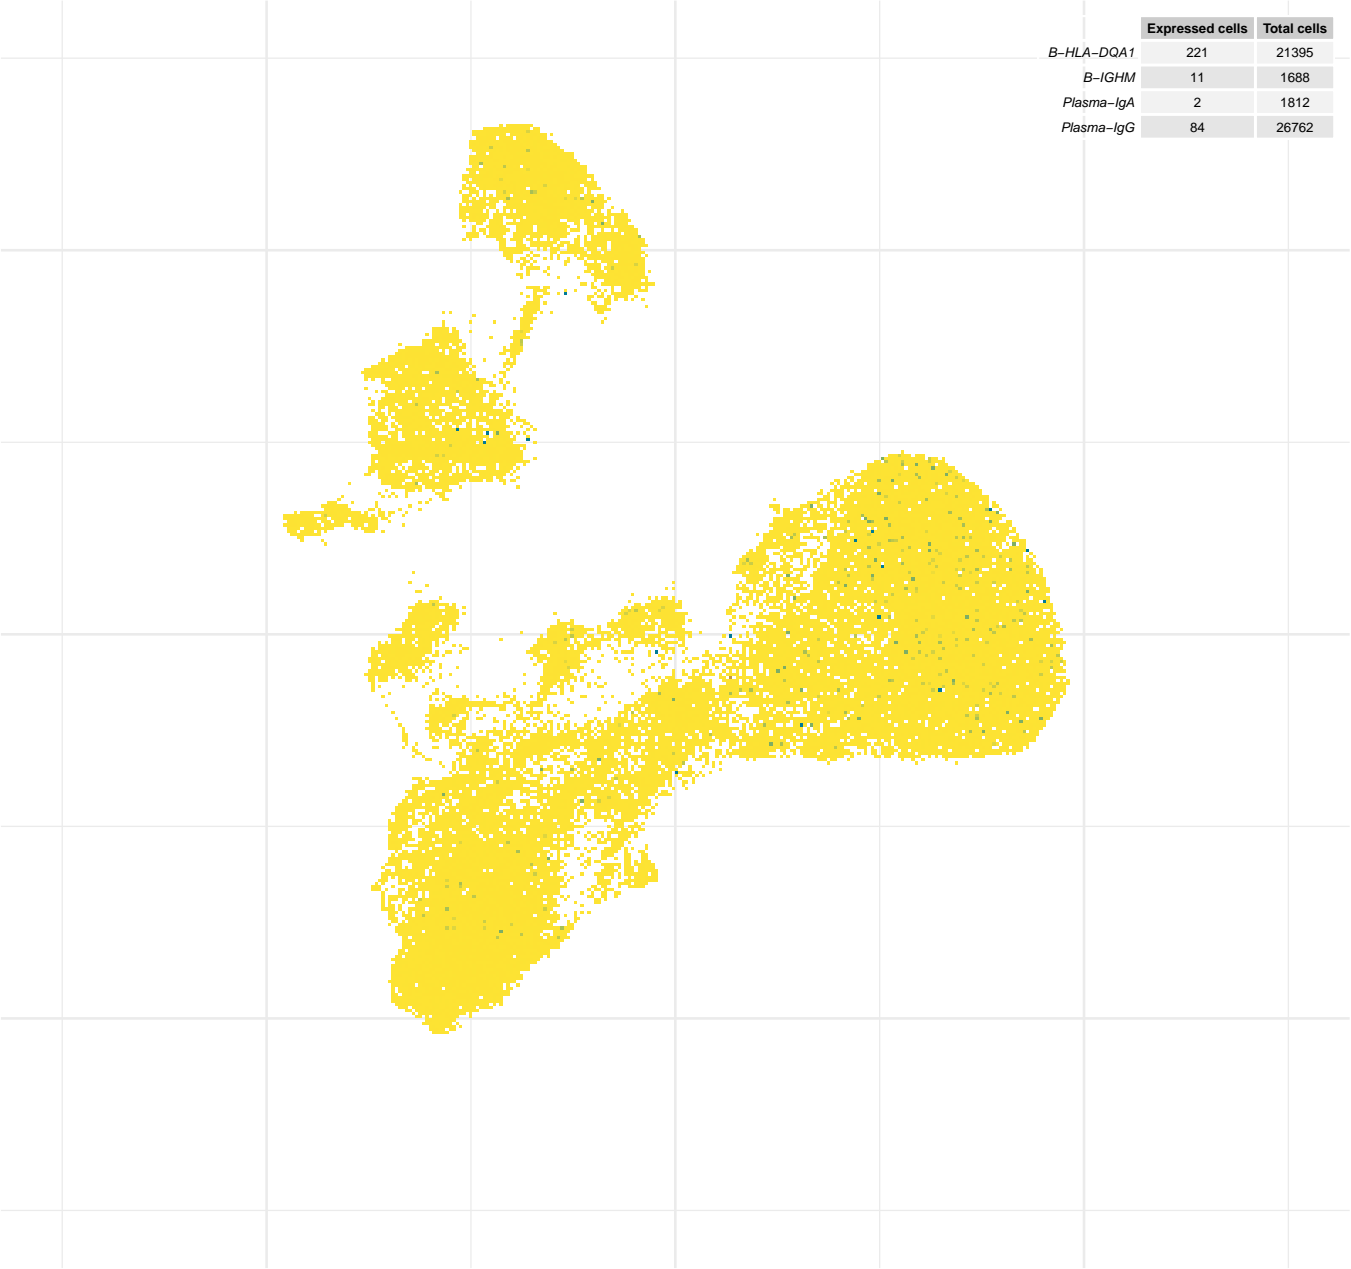 Expressed cells Total cells
B−HLA−DQA1 221 21395
B−IGHM 11 1688
Plasma−IgA 2 1812
Plasma−IgG 84 26762